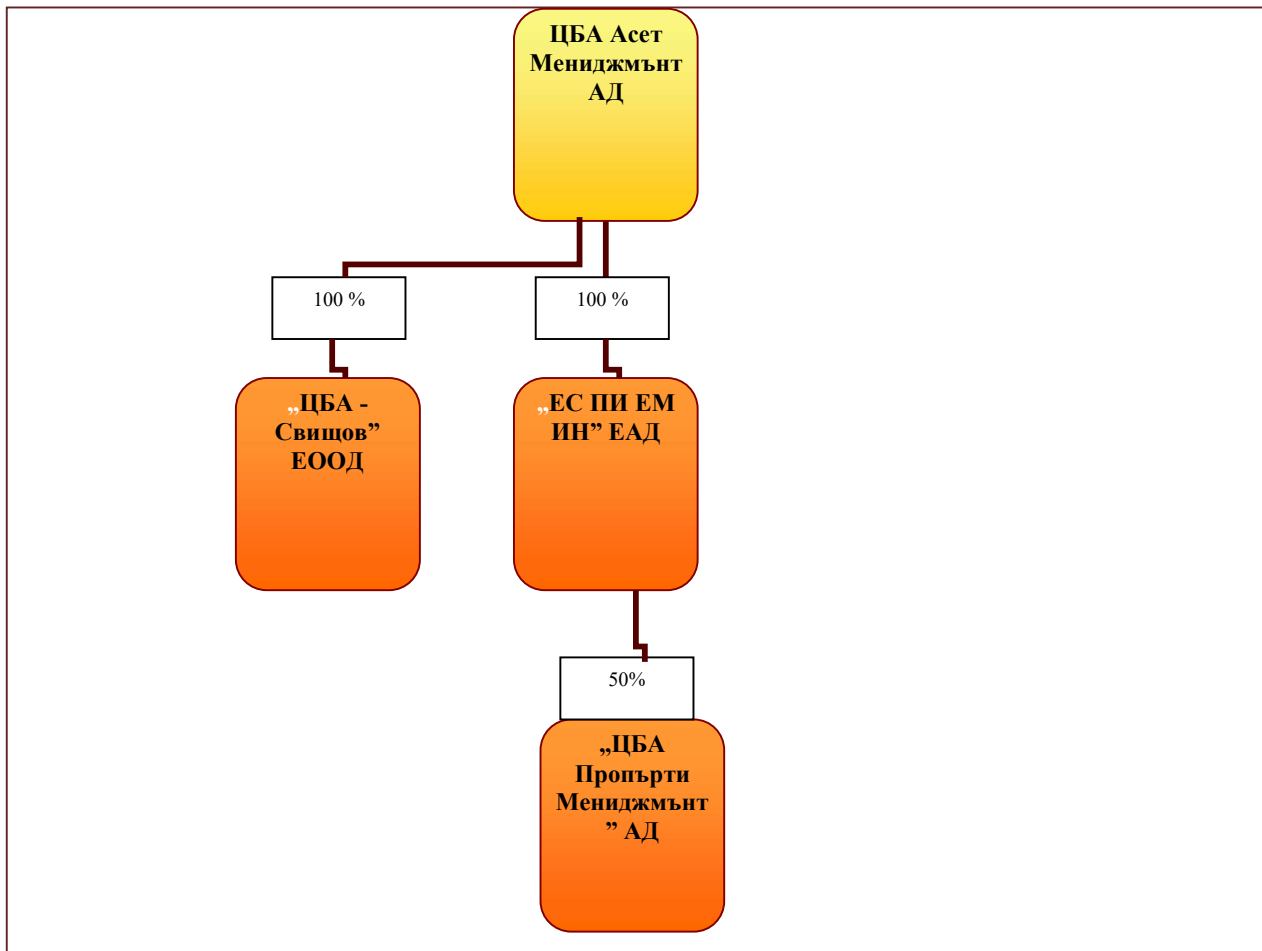 ЦБА Асет
Мениджмънт
АД
100 %
100 %
„ЦБА -
Свищов”
ЕООД
„ЕС ПИ ЕМ
ИН” ЕАД
50%
„ЦБА
Пропърти
Мениджмънт
” АД